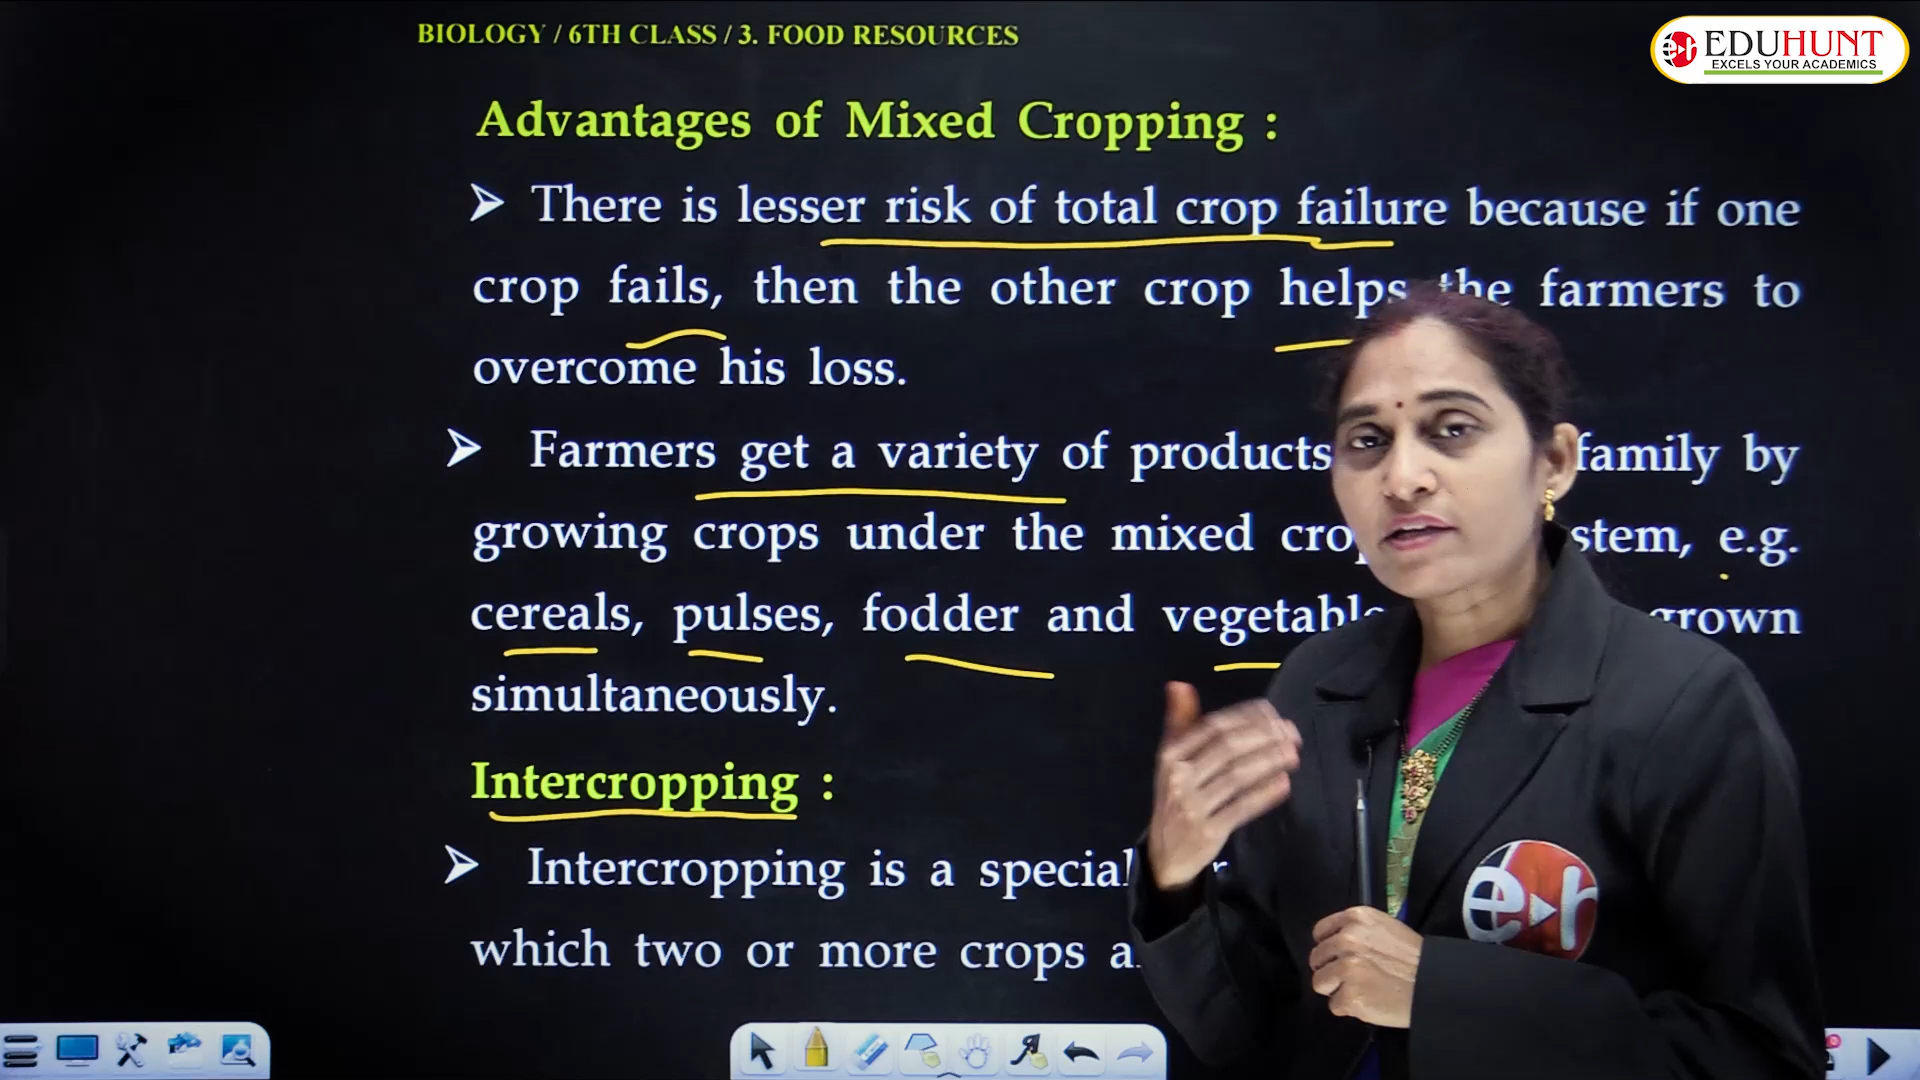 BIOLOGY / 6TH CLASS / 3. FOOD RESOURCES
EDUHUNT
EXCELS YOUR ACADEMICS
Advantages of Mixed Cropping :
➤ There is lesser risk of total crop failure because if one
crop fails, then the other crop helps the farmers to
overcome his loss.
➤ Farmers get a variety of products family by
growing crops under the mixed e.g.
cereals, pulses, fodder and grown
simultaneously.
Intercropping :
➤ Intercropping is a special
which two or more crops